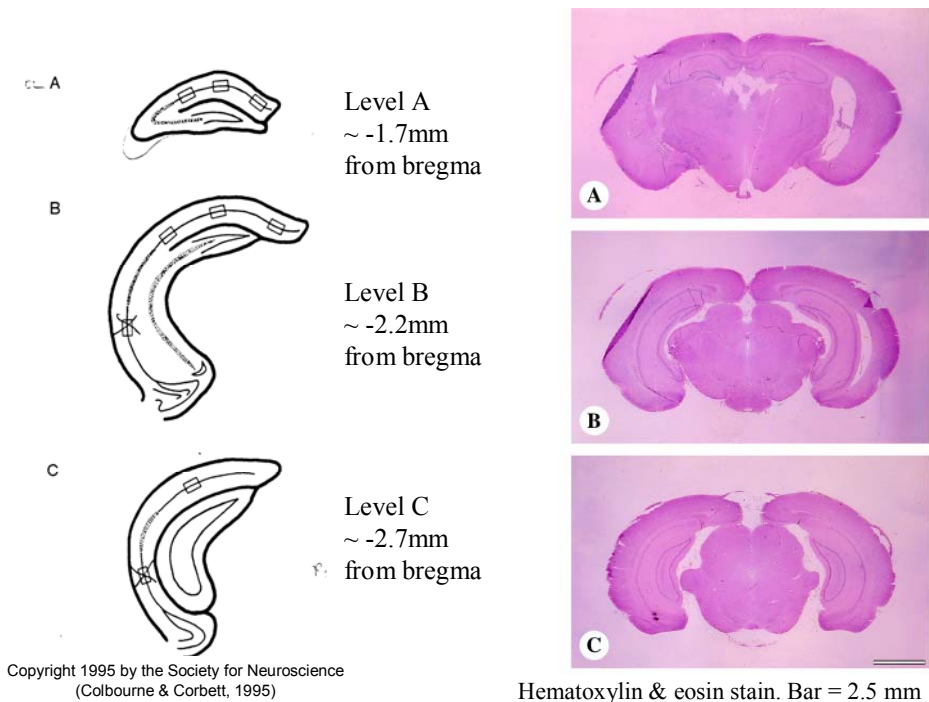 A
Level A
~ -1.7mm
from bregma
B
Level B
~ -2.2mm
from bregma
C
Level C
~ -2.7mm
from bregma
Copyright 1995 by the Society for Neuroscience
(Colbourne & Corbett, 1995)
A
B
C
Hematoxylin & eosin stain. Bar = 2.5 mm